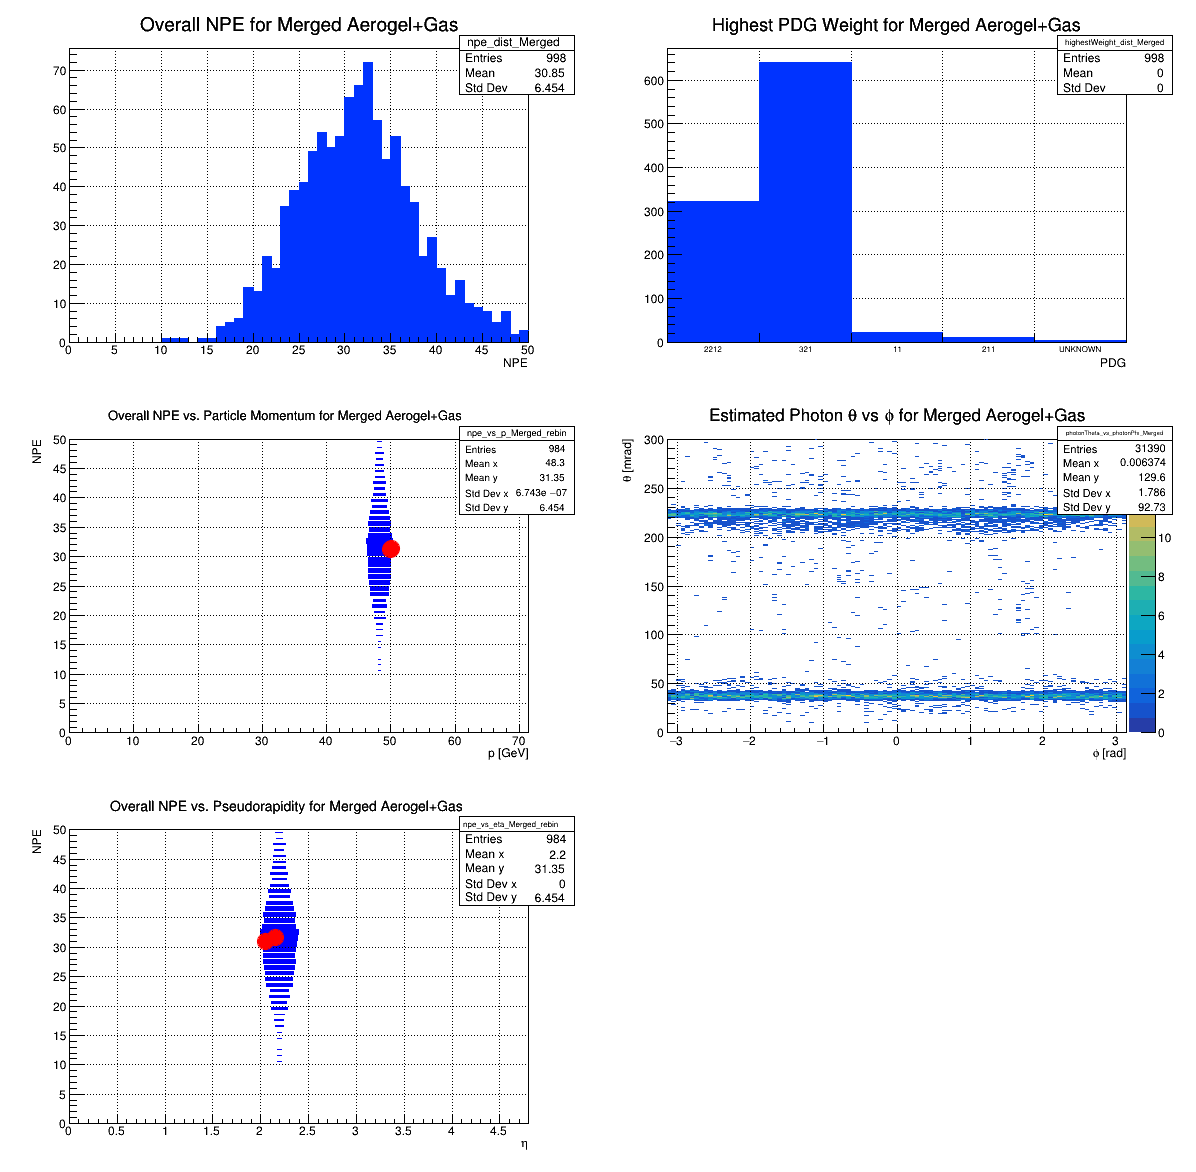 Overall NPE for Merged Aerogel+Gas
npe_dist_Merged
Entries 998
Mean 30.85
Std Dev 6.454
70
60
50
40
30
20
10
0
0 5 10 15 20 25 30 35 40 45 50
NPE
Highest PDG Weight for Merged Aerogel+Gas
highestWeight_dist_Merged
Entries 998
Mean 0
Std Dev 0
600
500
400
300
200
100
0
2212 321 11 211 UNKNOWN
PDG
Overall NPE vs. Particle Momentum for Merged Aerogel+Gas
npe_vs_p_Merged_rebin
Entries 984
Mean x 48.3
Mean y 31.35
Std Dev x 6.743e −07
Std Dev y 6.454
NPE
50
45
40
35
30
25
20
15
10
5
0
0 10 20 30 40 50 60 70
p [GeV]
Estimated Photon θ vs ϕ for Merged Aerogel+Gas
photonTheta_vs_photonPhi_Merged
Entries 31390
Mean x 0.006374
Mean y 129.6
Std Dev x 1.786
Std Dev y 92.73
θ [mrad]
300
250
200
150
100
50
0
−3 −2 −1 0 1 2 3
ϕ [rad]
10
8
6
4
2
0
Overall NPE vs. Pseudorapidity for Merged Aerogel+Gas
npe_vs_eta_Merged_rebin
Entries 984
Mean x 2.2
Mean y 31.35
Std Dev x 0
Std Dev y 6.454
NPE
50
45
40
35
30
25
20
15
10
5
0
0 0.5 1 1.5 2 2.5 3 3.5 4 4.5
η